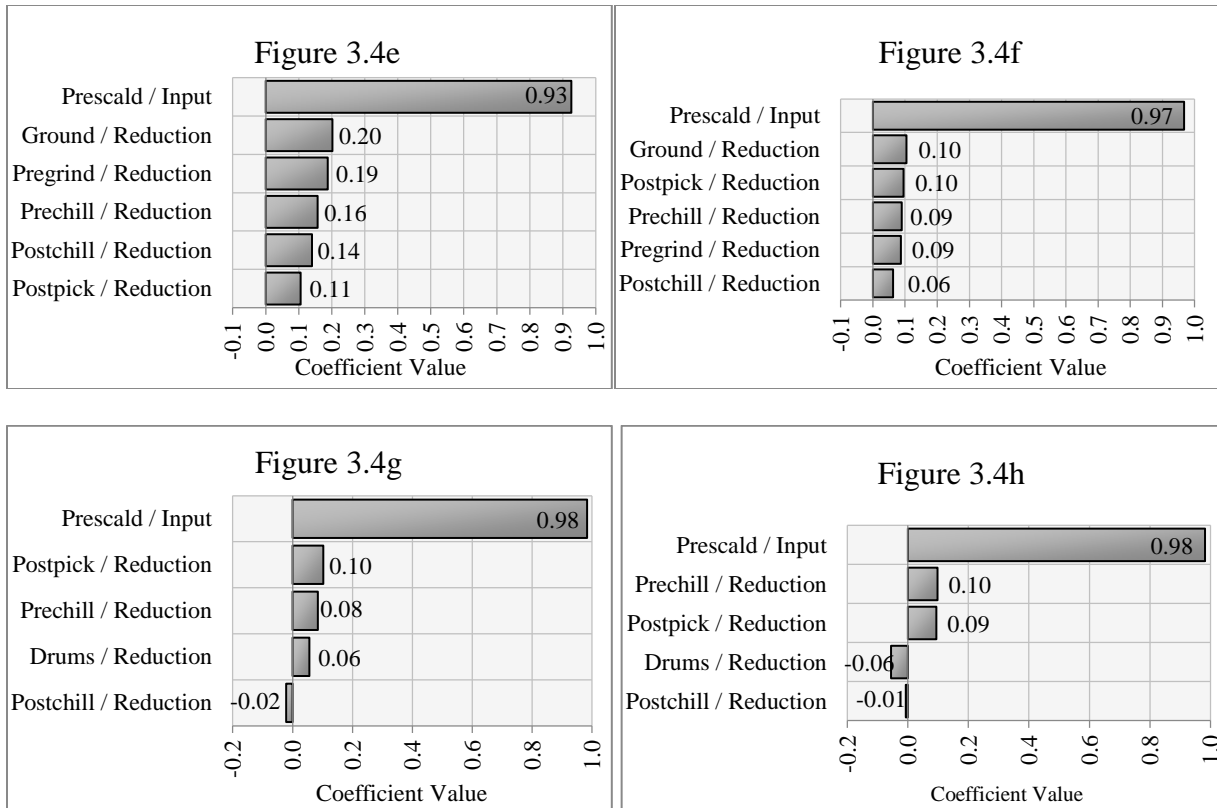 Figure 3.4e
Prescald / Input 0.93
Ground / Reduction 0.20
Pregrind / Reduction 0.19
Prechill / Reduction 0.16
Postchill / Reduction 0.14
Postpick / Reduction 0.11
-0.1 0.0 0.1 0.2 0.3 0.4 0.5 0.6 0.7 0.8 0.9 1.0
Coefficient Value
Figure 3.4f
Prescald / Input 0.97
Ground / Reduction 0.10
Postpick / Reduction 0.10
Prechill / Reduction 0.09
Pregrind / Reduction 0.09
Postchill / Reduction 0.06
-0.1 0.0 0.1 0.2 0.3 0.4 0.5 0.6 0.7 0.8 0.9 1.0
Coefficient Value
Figure 3.4g
Prescald / Input 0.98
Postpick / Reduction 0.10
Prechill / Reduction 0.08
Drums / Reduction 0.06
Postchill / Reduction -0.02
-0.2 0.0 0.2 0.4 0.6 0.8 1.0
Coefficient Value
Figure 3.4h
Prescald / Input 0.98
Prechill / Reduction 0.10
Postpick / Reduction 0.09
Drums / Reduction -0.06
Postchill / Reduction -0.01
-0.2 0.0 0.2 0.4 0.6 0.8 1.0
Coefficient Value